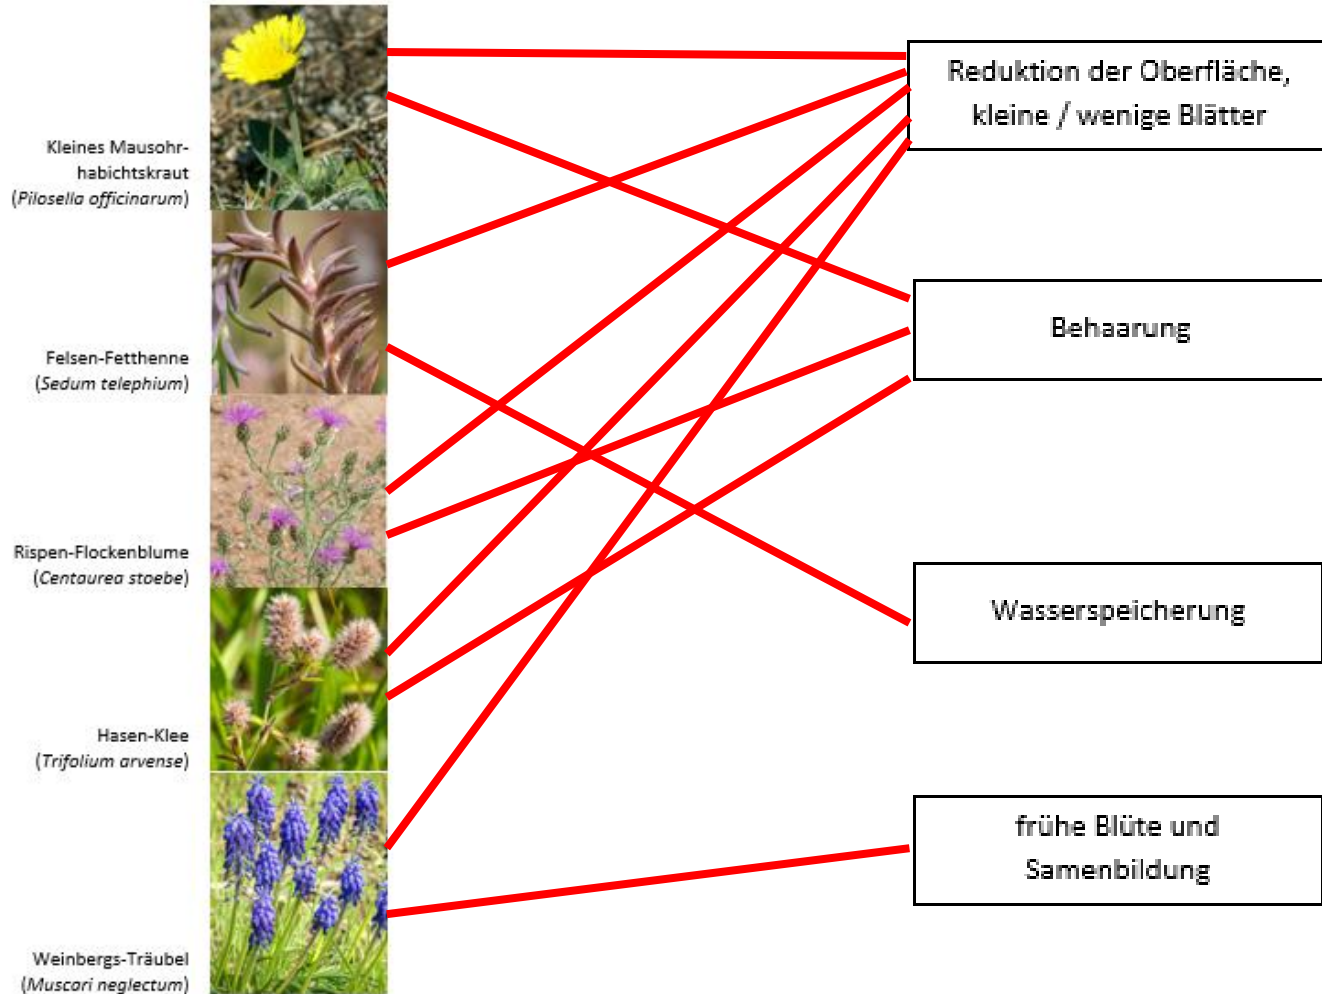 Kleines Mausohr-
habichtskraut
(Pilosella officinarum)
Felsen-Fetthenne
(Sedum telephium)
Rispen-Flockenblume
(Centaurea stoebe)
Hasen-Klee
(Trifolium arvense)
Weinbergs-Träubel
(Muscari neglectum)
Reduktion der Oberfläche,
kleine / wenige Blätter
Behaarung
Wasserspeicherung
frühe Blüte und
Samenbildung